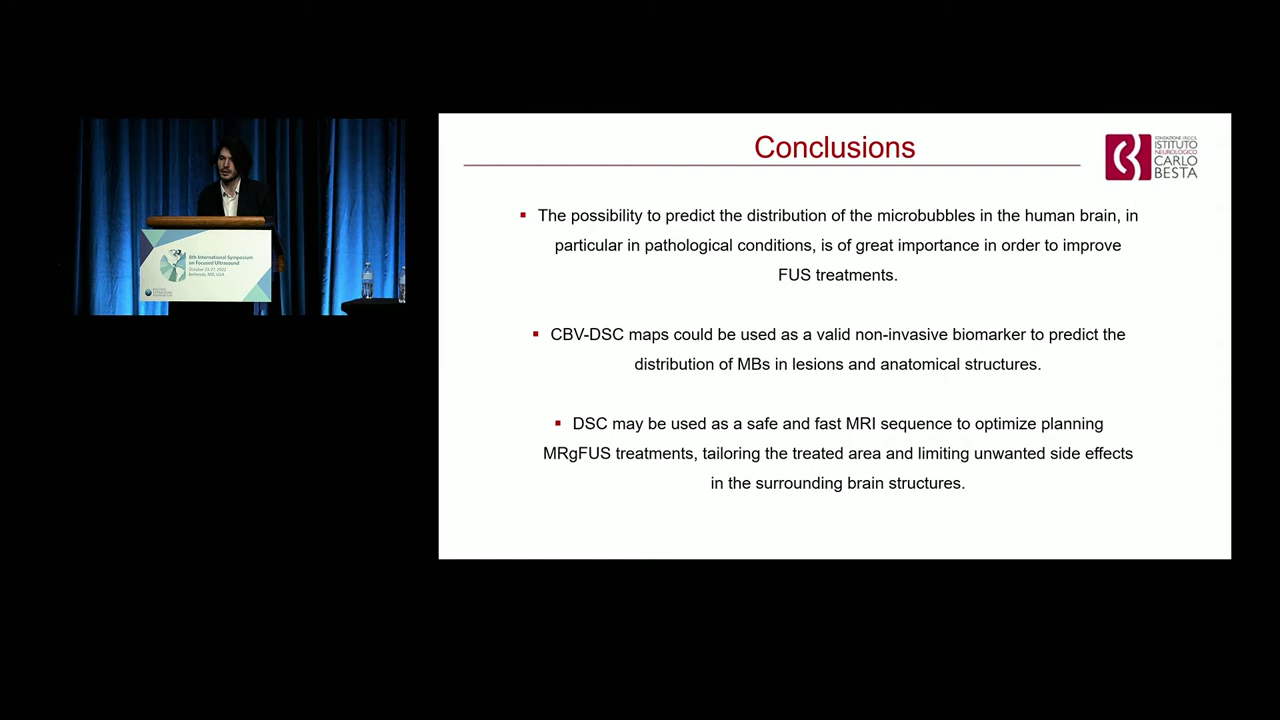 8th International Symposium
on Focused Ultrasound
October 23-27, 2022
Bethesda, MD, USA
FOCUSED
ULTRASOUND
FOUNDATION
Conclusions
FONDAZIONE I.R.C.C.S.
ISTITUTO
NEUROLOGICO
CARLO
BESTA
▪ The possibility to predict the distribution of the microbubbles in the human brain, in
particular in pathological conditions, is of great importance in order to improve
FUS treatments.
▪ CBV-DSC maps could be used as a valid non-invasive biomarker to predict the
distribution of MBs in lesions and anatomical structures.
▪ DSC may be used as a safe and fast MRI sequence to optimize planning
MRgFUS treatments, tailoring the treated area and limiting unwanted side effects
in the surrounding brain structures.